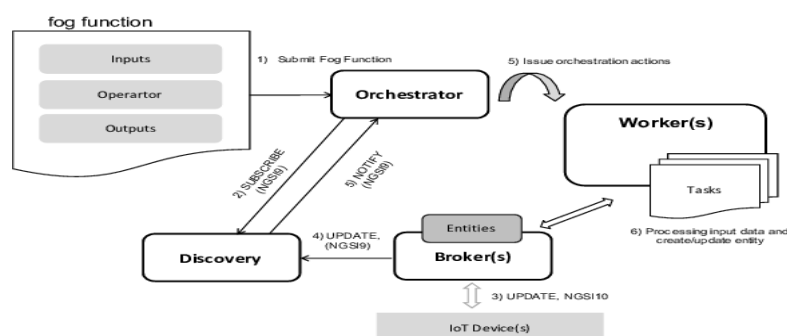 fog function
Inputs
Operartor
Outputs
1) Submit Fog Function
Orchestrator
5) Issue orchestration actions
Worker(s)
Tasks
2) SUBSCRIBE
(NGSI9)
5) NOTIFY
(NGSI9)
Discovery
4) UPDATE,
(NGSI9)
Entities
Broker(s)
6) Processing input data and
create/update entity
3) UPDATE, NGSI10
IoT Device(s)